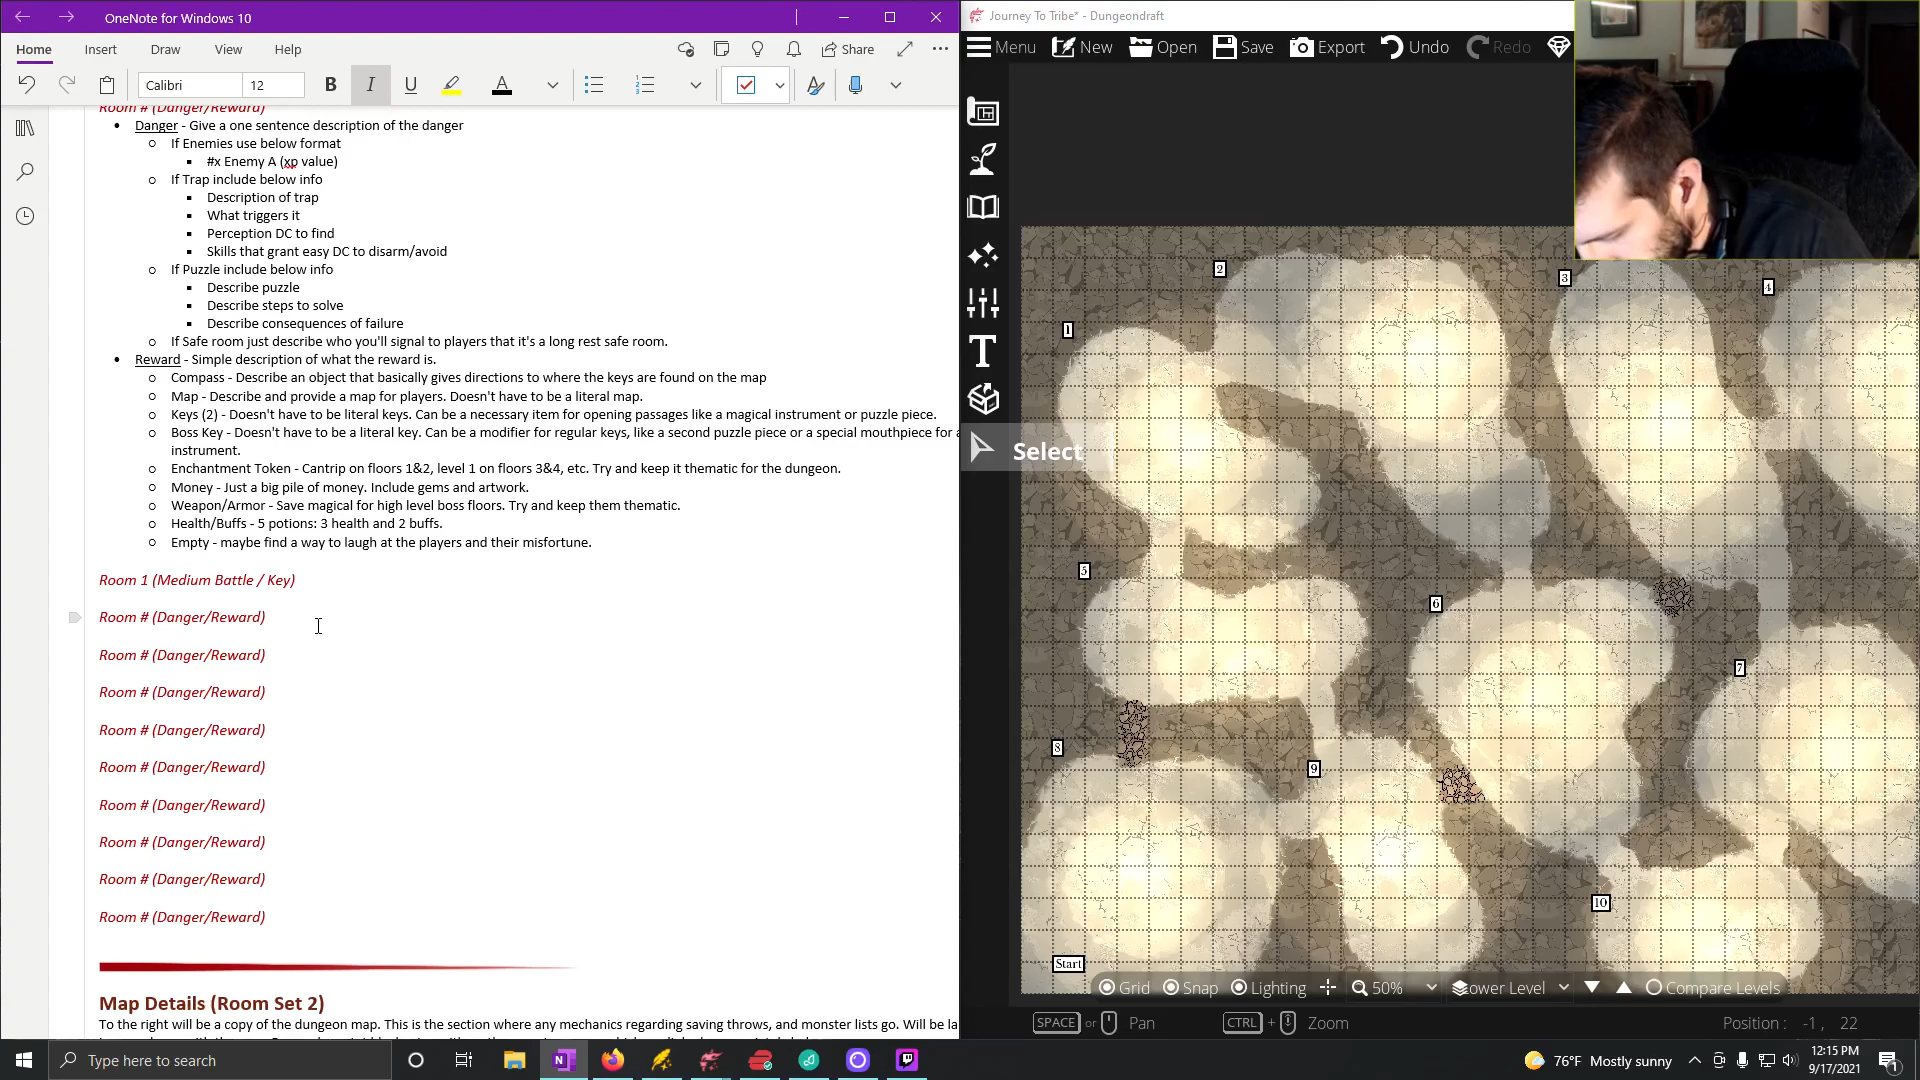 OneNote for Windows 10
Home Insert Draw View Help Share
Calibri 12 B I U A
Room # (Danger/Reward)
• Danger - Give a one sentence description of the danger
o If Enemies use below format
▪ #x Enemy A (xp value)
o If Trap include below info
▪ Description of trap
▪ What triggers it
▪ Perception DC to find
▪ Skills that grant easy DC to disarm/avoid
o If Puzzle include below info
▪ Describe puzzle
▪ Describe steps to solve
▪ Describe consequences of failure
o If Safe room just describe who you'll signal to players that it's a long rest safe room.
• Reward - Simple description of what the reward is.
o Compass - Describe an object that basically gives directions to where the keys are found on the map
o Map - Describe and provide a map for players. Doesn't have to be a literal map.
o Keys (2) - Doesn't have to be literal keys. Can be a necessary item for opening passages like a magical instrument or puzzle piece.
o Boss Key - Doesn't have to be a literal key. Can be a modifier for regular keys, like a second puzzle piece or a special mouthpiece for
instrument.
o Enchantment Token - Cantrip on floors 1&2, level 1 on floors 3&4, etc. Try and keep it thematic for the dungeon.
o Money - Just a big pile of money. Include gems and artwork.
o Weapon/Armor - Save magical for high level boss floors. Try and keep them thematic.
o Health/Buffs - 5 potions: 3 health and 2 buffs.
o Empty - maybe find a way to laugh at the players and their misfortune.
Room 1 (Medium Battle / Key)
Room # (Danger/Reward)
Room # (Danger/Reward)
Room # (Danger/Reward)
Room # (Danger/Reward)
Room # (Danger/Reward)
Room # (Danger/Reward)
Room # (Danger/Reward)
Room # (Danger/Reward)
Room # (Danger/Reward)
Map Details (Room Set 2)
To the right will be a copy of the dungeon map. This is the section where any mechanics regarding saving throws, and monster lists go. Will be
Journey To Tribe* - Dungeondraft
Menu New Open Save Export Undo Redo
T
Select
1
2
3
4
5
6
7
8
9
10
Start
Grid Snap Lighting 50% ower Level Compare Levels
SPACE or Pan CTRL + Zoom Position : -1 , 22
Type here to search
76°F Mostly sunny
12:15 PM
9/17/2021
1